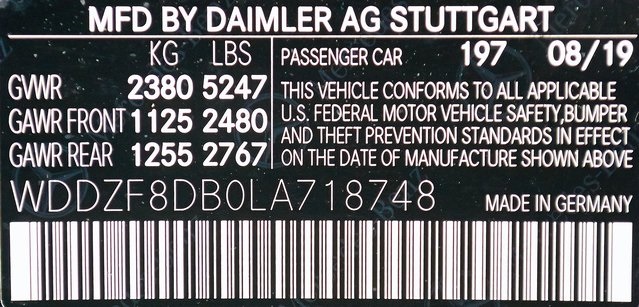 MFD BY DAIMLER AG STUTTGART
KG LBS
GVWR 2380 5247
GAWR FRONT 1125 2480
GAWR REAR 1255 2767
PASSENGER CAR 197 08/19
THIS VEHICLE CONFORMS TO ALL APPLICABLE
U.S. FEDERAL MOTOR VEHICLE SAFETY,BUMPER
AND THEFT PREVENTION STANDARDS IN EFFECT
ON THE DATE OF MANUFACTURE SHOWN ABOVE
WDDZF8DB0LA718748
MADE IN GERMANY